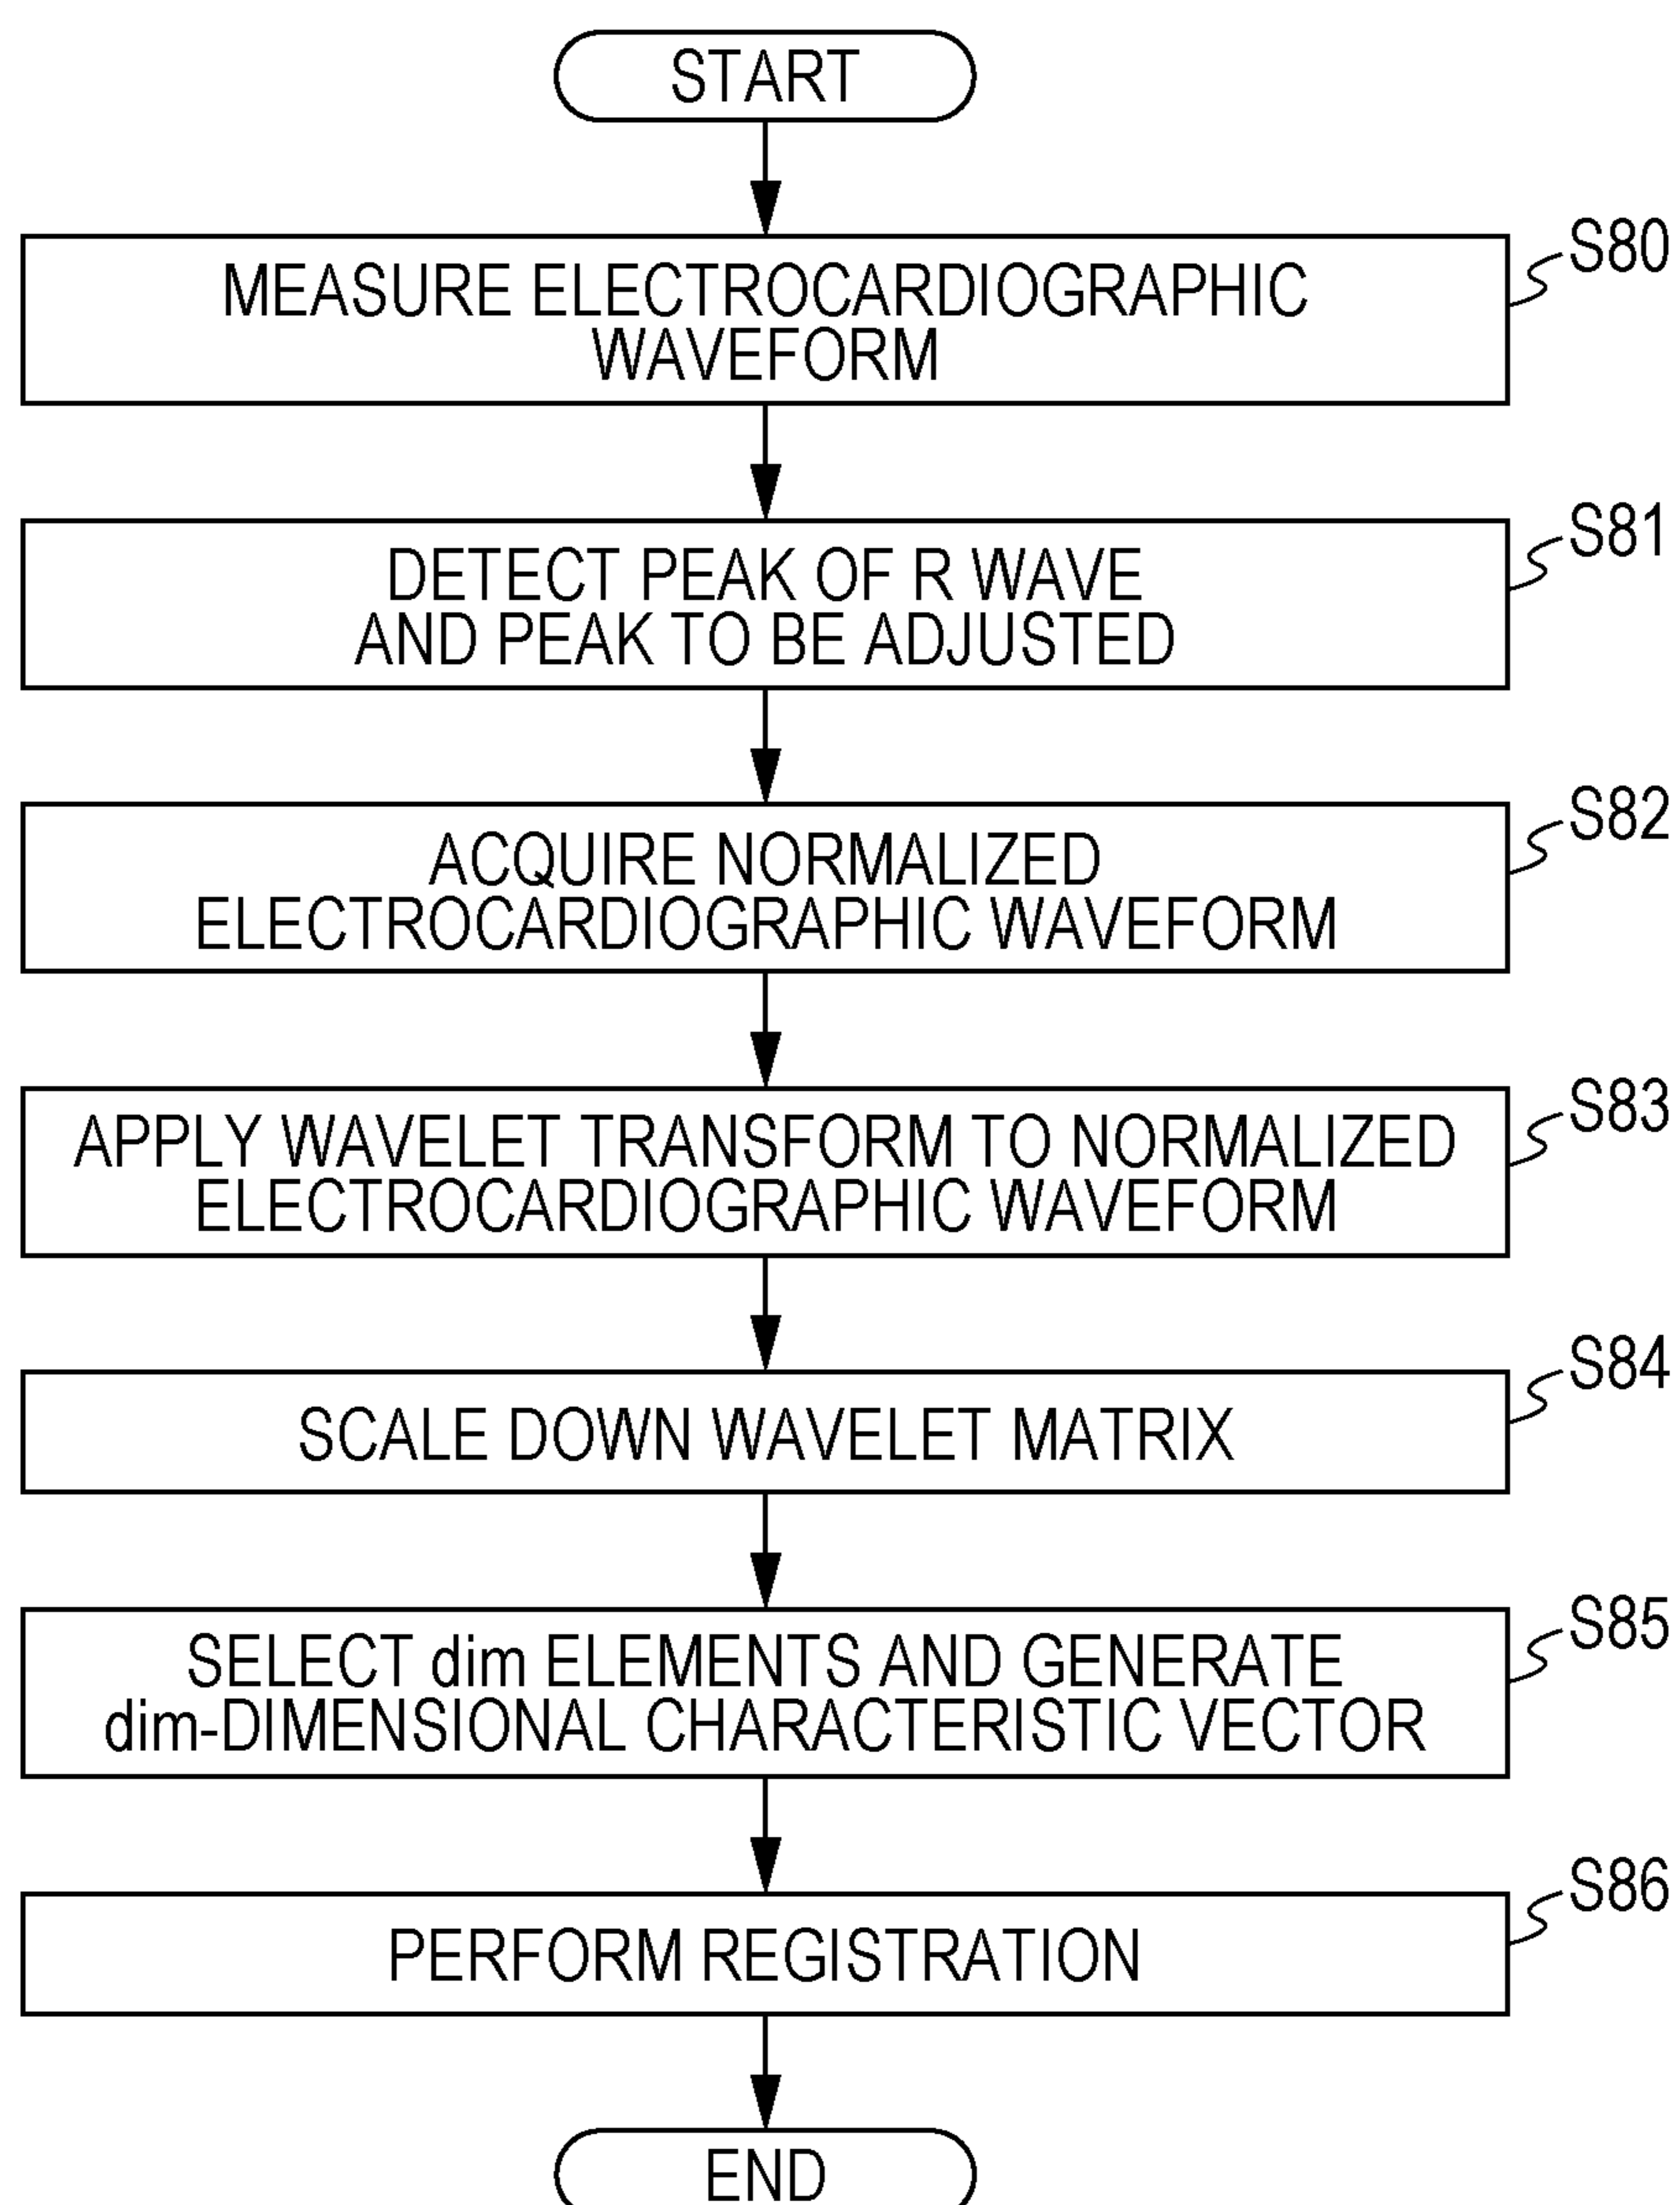 START
S80
MEASURE ELECTROCARDIOGRAPHIC
WAVEFORM
S81
DETECT PEAK OF R WAVE
AND PEAK TO BE ADJUSTED
S82
ACQUIRE NORMALIZED
ELECTROCARDIOGRAPHIC WAVEFORM
S83
APPLY WAVELET TRANSFORM TO NORMALIZED
ELECTROCARDIOGRAPHIC WAVEFORM
S84
SCALE DOWN WAVELET MATRIX
S85
SELECT dim ELEMENTS AND GENERATE
dim-DIMENSIONAL CHARACTERISTIC VECTOR
S86
PERFORM REGISTRATION
END